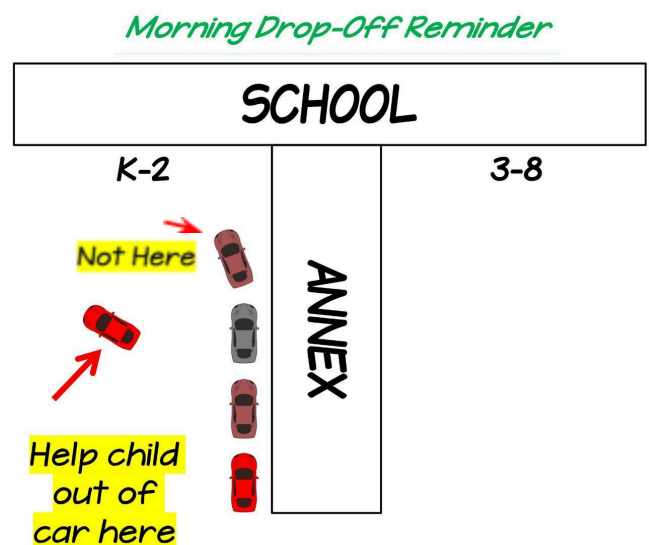 Morning Drop-Off Reminder
SCHOOL
K-2
3-8
Not Here
ANNEX
Help child
out of
car here